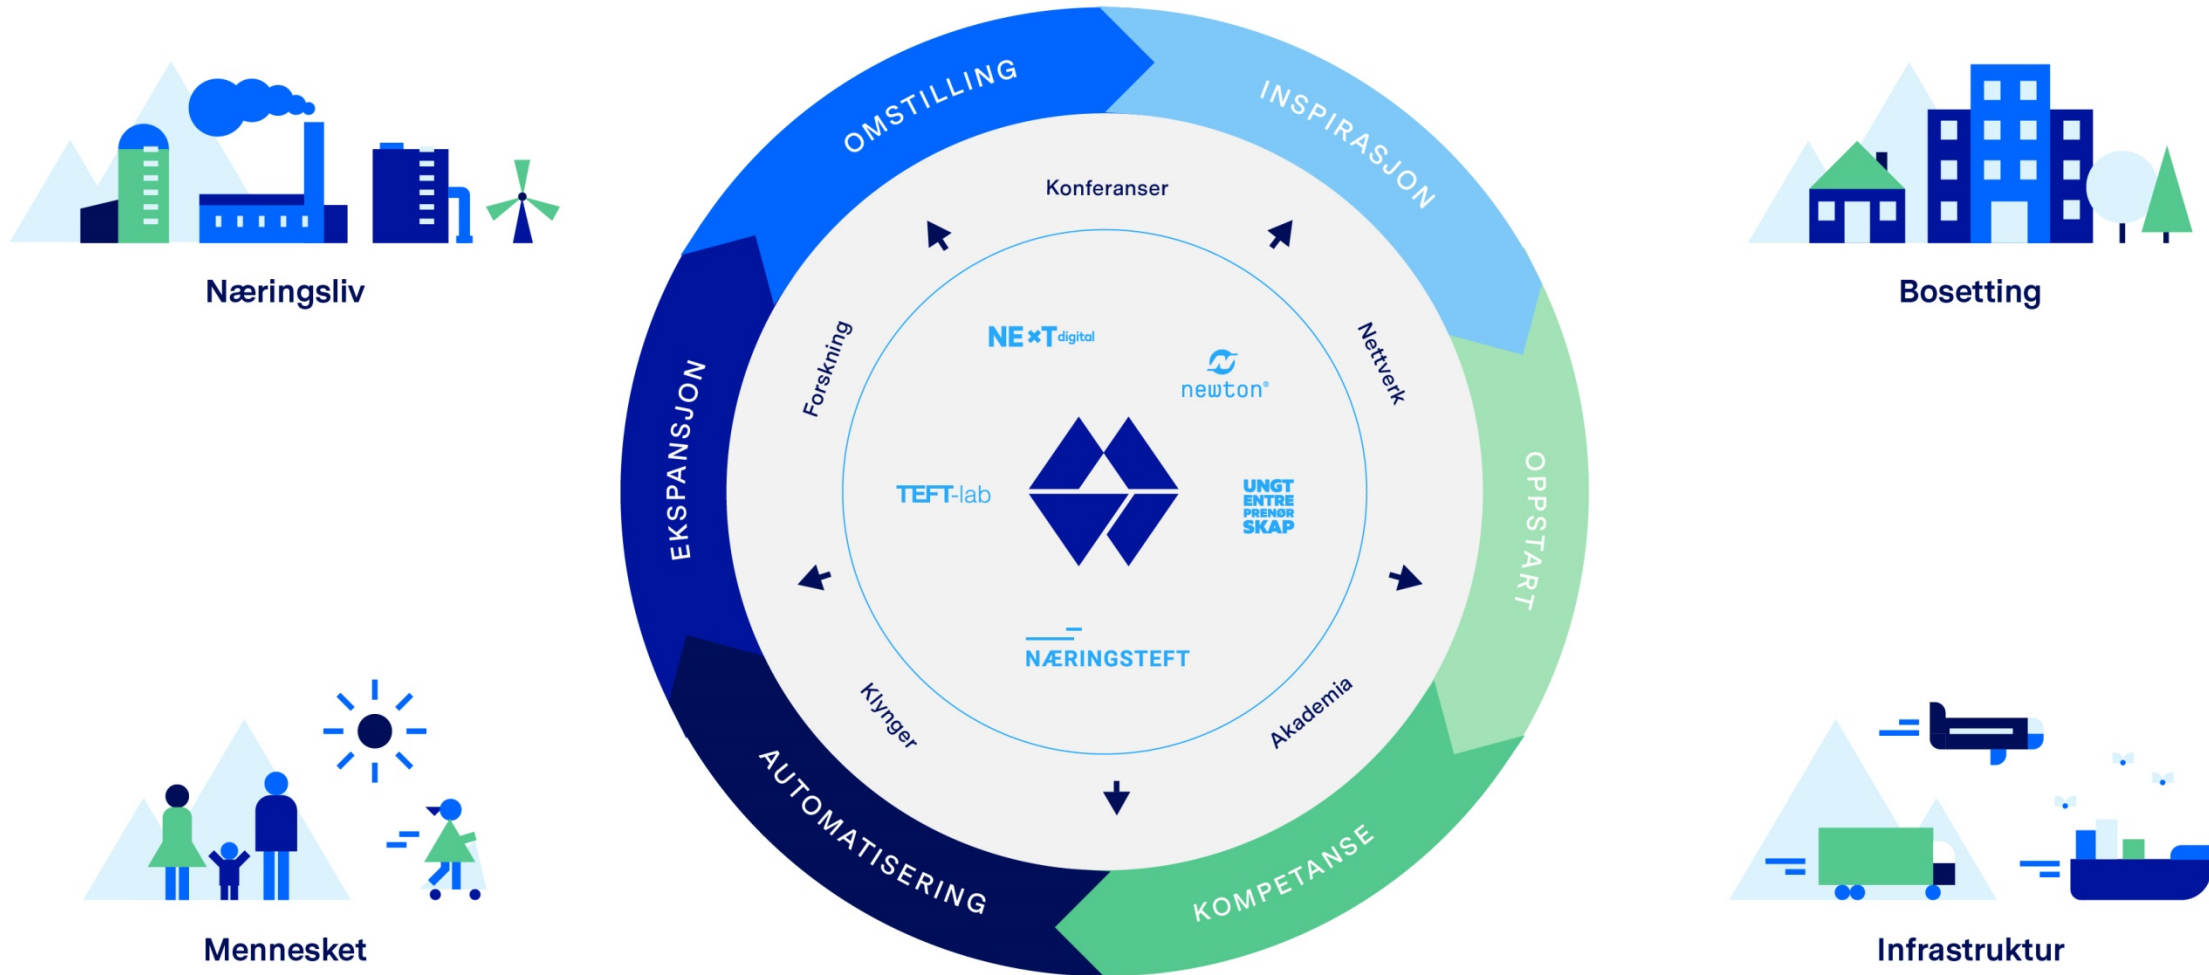 Næringsliv
Bosetting
Mennesket
Infrastruktur
OMSTILLING
INSPIRASJON
OPPSTART
KOMPETANSE
AUTOMATISERING
EKSPANSJON
Konferanser
Nettverk
Akademia
Klynger
Forskning
NEXT digital
newton®
TEFT-lab
UNGT
ENTRE
PRENØR
SKAP
NÆRINGSTEFT